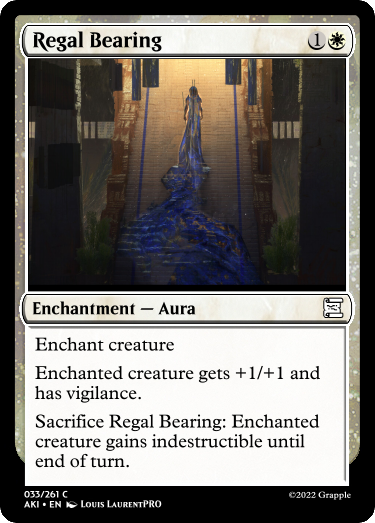 Regal Bearing 1
Enchantment — Aura
Enchant creature
Enchanted creature gets +1/+1 and
has vigilance.
Sacrifice Regal Bearing: Enchanted
creature gains indestructible until
end of turn.
033/261 C
AKI • EN Louis LaurentPRO
©2022 Grapple